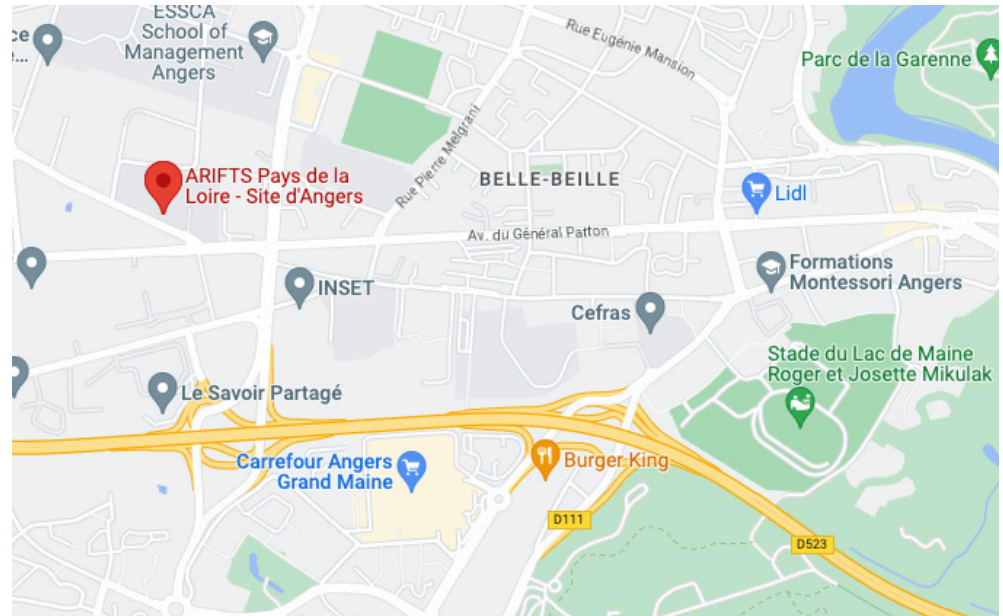 ESSCA
School of
Management
Angers
ce
e...
Rue Eugénie Mansion
Parc de la Garenne
Rue Pierre Melgrani
ARIFTS Pays de la
Loire - Site d'Angers
BELLE-BEILLE
Lidl
Av. du Général Patton
INSET
Formations
Montessori Angers
Cefras
Stade du Lac de Maine
Roger et Josette Mikulak
Le Savoir Partagé
Carrefour Angers
Grand Maine
Burger King
D111
D523